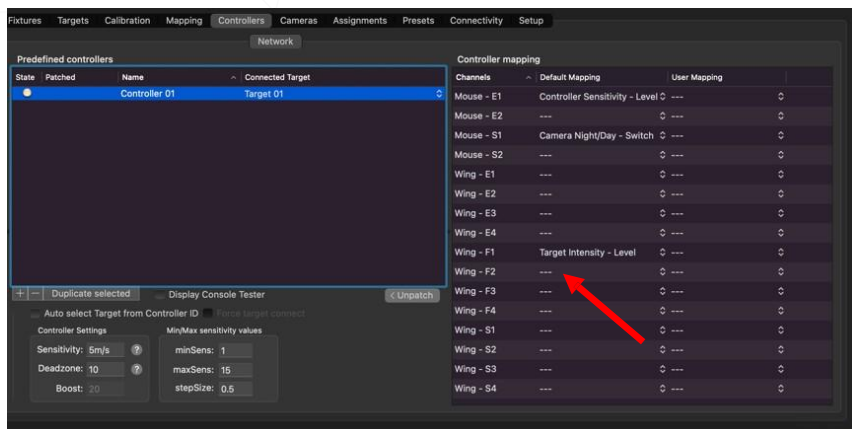 Fixtures Targets Calibration Mapping Controllers Cameras Assignments Presets Connectivity Setup
Network
Predefined controllers
State Patched Name Connected Target
Controller 01 Target 01
+ − Duplicate selected Display Console Tester < Unpatch
Auto select Target from Controller ID Force target connect
Controller Settings Min/Max sensitivity values
Sensitivity: 5m/s ? minSens: 1
Deadzone: 10 ? maxSens: 15
Boost: 20 stepSize: 0.5
Controller mapping
Channels Default Mapping User Mapping
Mouse - E1 Controller Sensitivity - Level ---
Mouse - E2 --- ---
Mouse - S1 Camera Night/Day - Switch ---
Mouse - S2 --- ---
Wing - E1 --- ---
Wing - E2 --- ---
Wing - E3 --- ---
Wing - E4 --- ---
Wing - F1 Target Intensity - Level ---
Wing - F2 --- ---
Wing - F3 --- ---
Wing - F4 --- ---
Wing - S1 --- ---
Wing - S2 --- ---
Wing - S3 --- ---
Wing - S4 --- ---